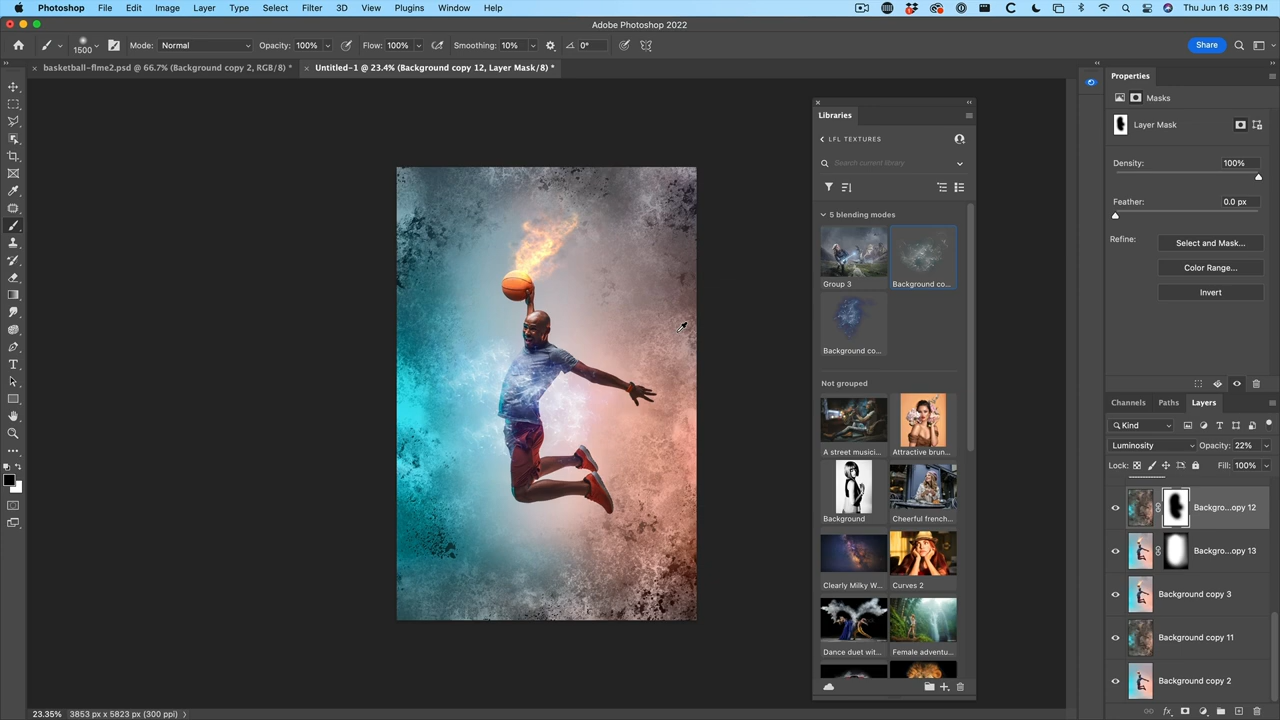 Photoshop File Edit Image Layer Type Select Filter 3D View Plugins Window Help Thu Jun 16 3:39 PM
Adobe Photoshop 2022
1500 Mode: Normal Opacity: 100% Flow: 100% Smoothing: 10% 0° Share
basketball-flme2.psd @ 66.7% (Background copy 2, RGB/8) * Untitled-1 @ 23.4% (Background copy 12, Layer Mask/8) *
Libraries
LFL TEXTURES
Search current library
5 blending modes
Group 3 Background co...
Background co...
Not grouped
A street musici... Attractive brun...
Background Cheerful french...
Clearly Milky W... Curves 2
Dance duet wit... Female adventu...
Properties
Masks
Layer Mask
Density: 100%
Feather: 0.0 px
Refine: Select and Mask...
Color Range...
Invert
Channels Paths Layers
Kind
Luminosity Opacity: 22%
Lock: Fill: 100%
Backgro...opy 12
Backgro...opy 13
Background copy 3
Background copy 11
Background copy 2
23.35% 3853 px x 5823 px (300 ppi)